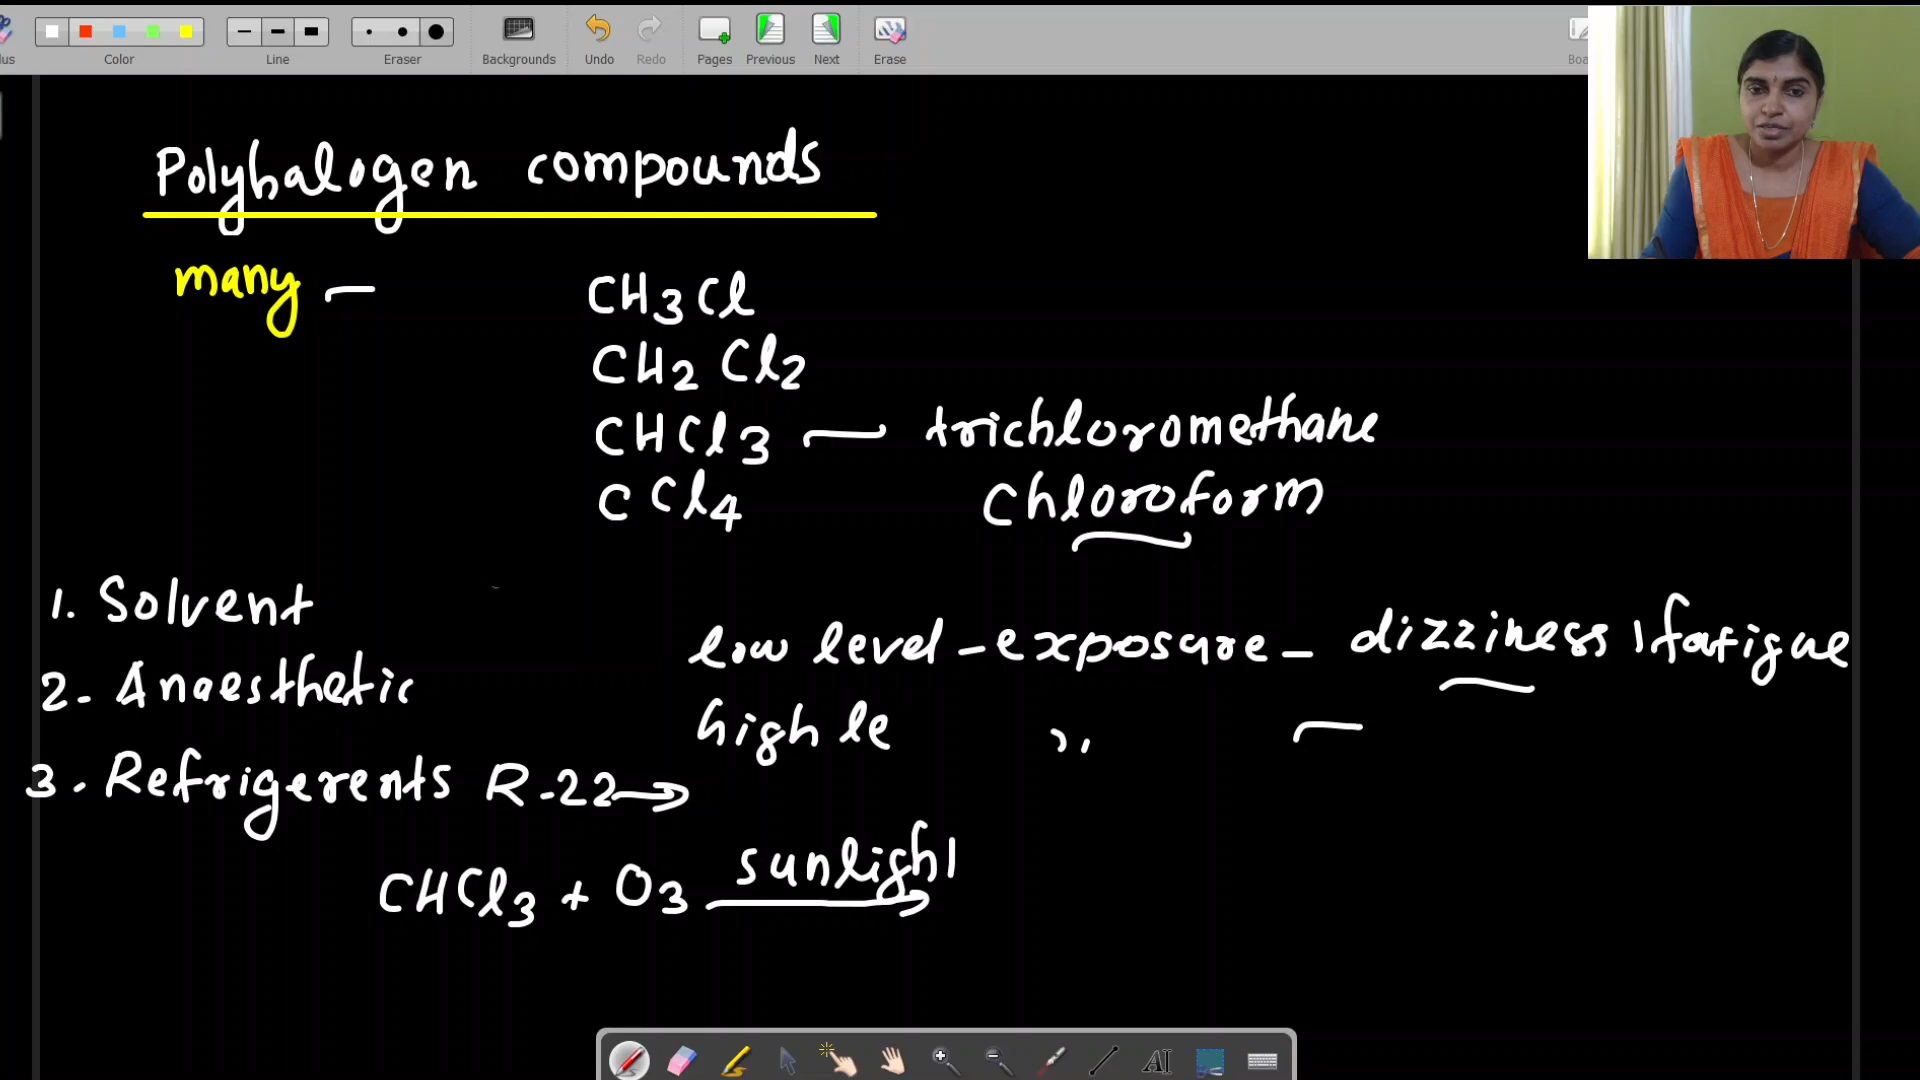 Color Line Eraser Backgrounds Undo Redo Pages Previous Next Erase
Polyhalogen compounds
many –
CH3Cl
CH2Cl2
CHCl3 — trichloromethane
CCl4 Chloroform
1. Solvent
2. Anaesthetic
3. Refrigerents R-22→
low level - exposure - dizziness, fatigue
high le ,, —
CHCl3 + O3 sunlight →